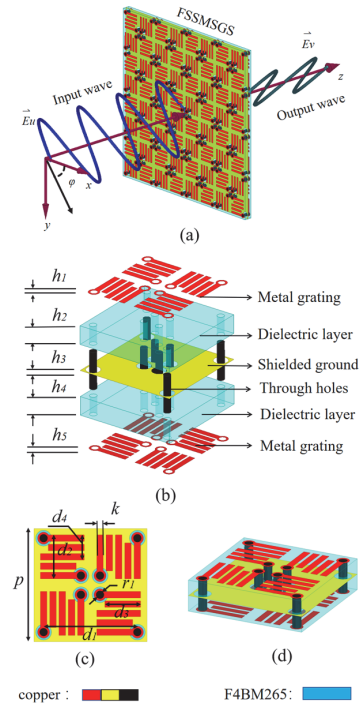 FSSMSGS
Eu
Input wave
Ev
z
Output wave
x
φ
y
(a)
h1
Metal grating
h2
Dielectric layer
h3
Shielded ground
Through holes
h4
Dielectric layer
h5
Metal grating
(b)
k
d4
d2
p
r1
d3
d1
(c)
(d)
copper :
F4BM265: